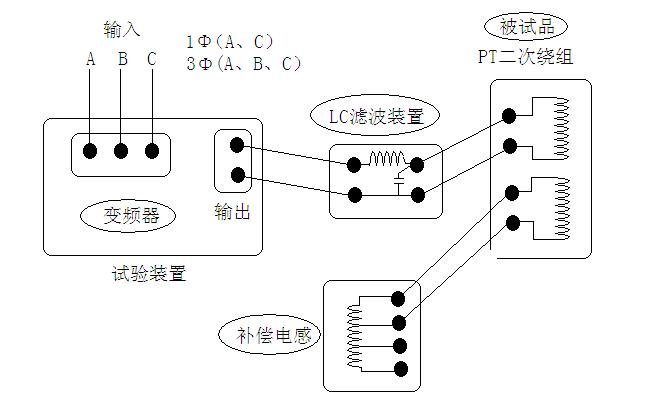 输入
A B C
1Φ(A、C)
3Φ(A、B、C)
被试品
PT二次绕组
LC滤波装置
变频器
输出
试验装置
补偿电感